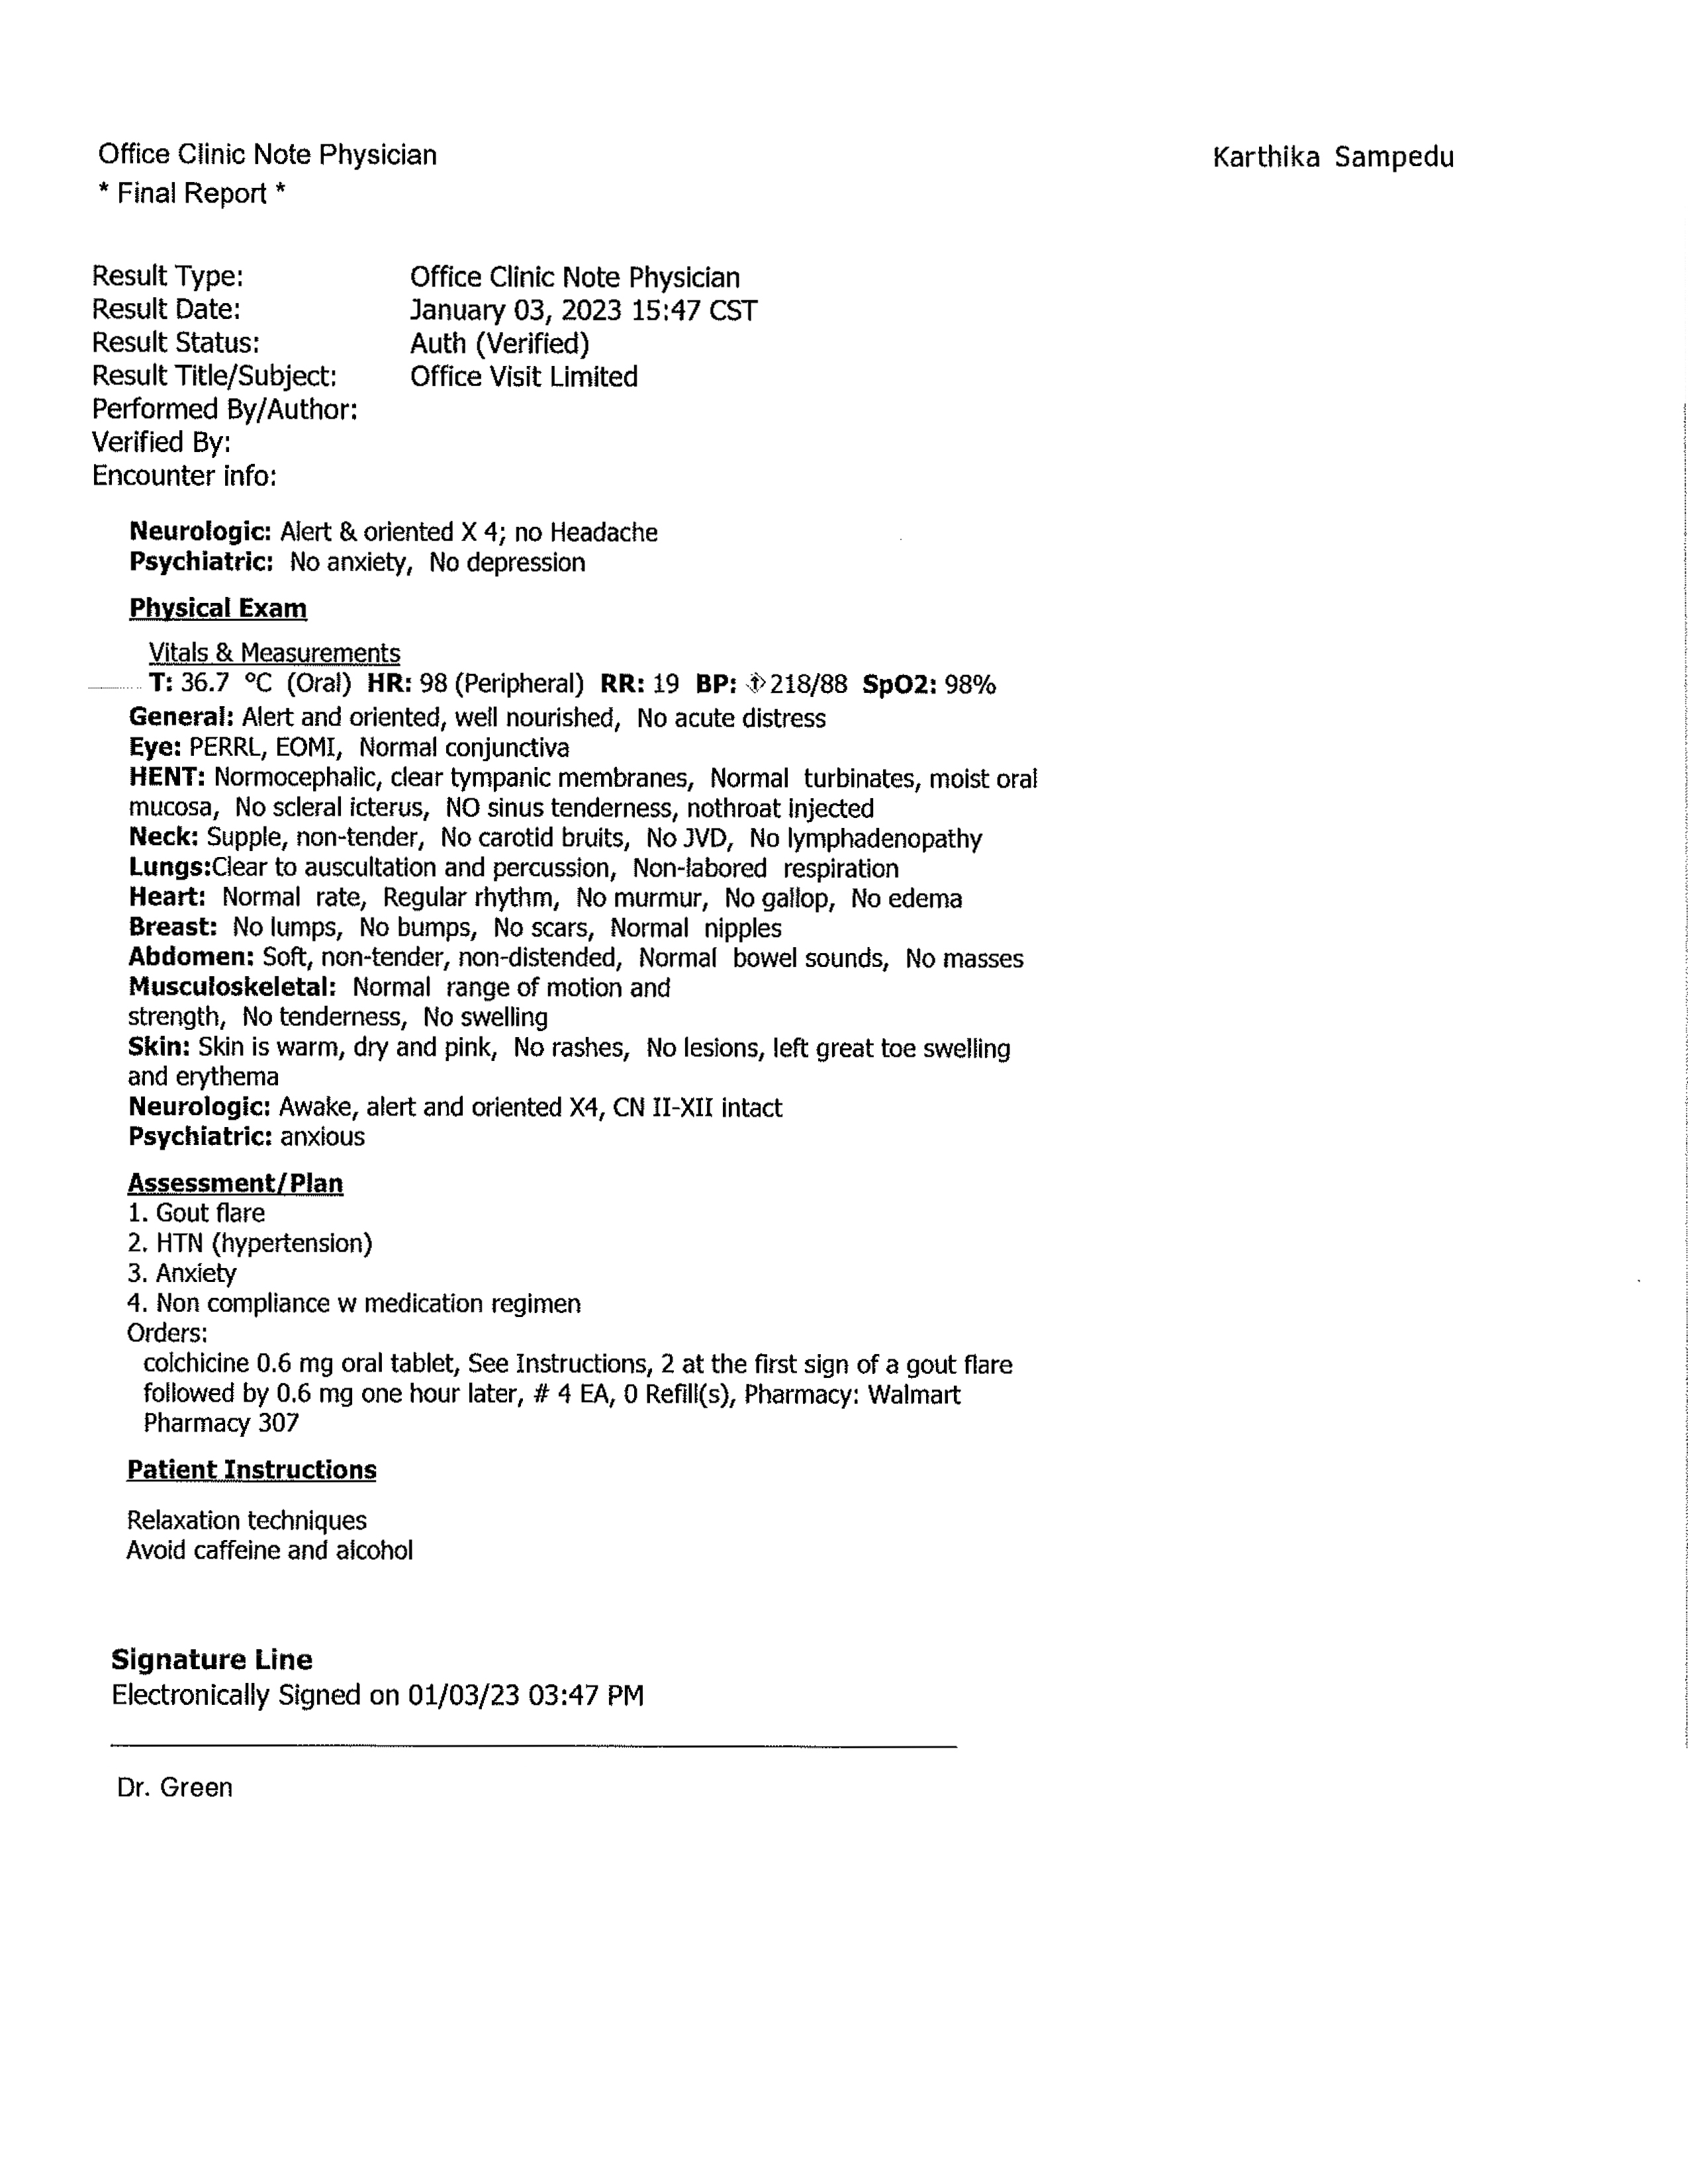 Office Clinic Note Physician
Karthika Sampedu
* Final Report *
Result Type: Office Clinic Note Physician
Result Date: January 03, 2023 15:47 CST
Result Status: Auth (Verified)
Result Title/Subject: Office Visit Limited
Performed By/Author:
Verified By:
Encounter info:
Neurologic: Alert & oriented X 4; no Headache
Psychiatric: No anxiety, No depression
Physical Exam
Vitals & Measurements
T: 36.7 °C (Oral) HR: 98 (Peripheral) RR: 19 BP: 218/88 SpO2: 98%
General: Alert and oriented, well nourished, No acute distress
Eye: PERRL, EOMI, Normal conjunctiva
HENT: Normocephalic, clear tympanic membranes, Normal turbinates, moist oral
mucosa, No scleral icterus, NO sinus tenderness, nothroat injected
Neck: Supple, non-tender, No carotid bruits, No JVD, No lymphadenopathy
Lungs:Clear to auscultation and percussion, Non-labored respiration
Heart: Normal rate, Regular rhythm, No murmur, No gallop, No edema
Breast: No lumps, No bumps, No scars, Normal nipples
Abdomen: Soft, non-tender, non-distended, Normal bowel sounds, No masses
Musculoskeletal: Normal range of motion and
strength, No tenderness, No swelling
Skin: Skin is warm, dry and pink, No rashes, No lesions, left great toe swelling
and erythema
Neurologic: Awake, alert and oriented X4, CN II-XII intact
Psychiatric: anxious
Assessment/Plan
1. Gout flare
2. HTN (hypertension)
3. Anxiety
4. Non compliance w medication regimen
Orders:
colchicine 0.6 mg oral tablet, See Instructions, 2 at the first sign of a gout flare
followed by 0.6 mg one hour later, # 4 EA, 0 Refill(s), Pharmacy: Walmart
Pharmacy 307
Patient Instructions
Relaxation techniques
Avoid caffeine and alcohol
Signature Line
Electronically Signed on 01/03/23 03:47 PM
Dr. Green